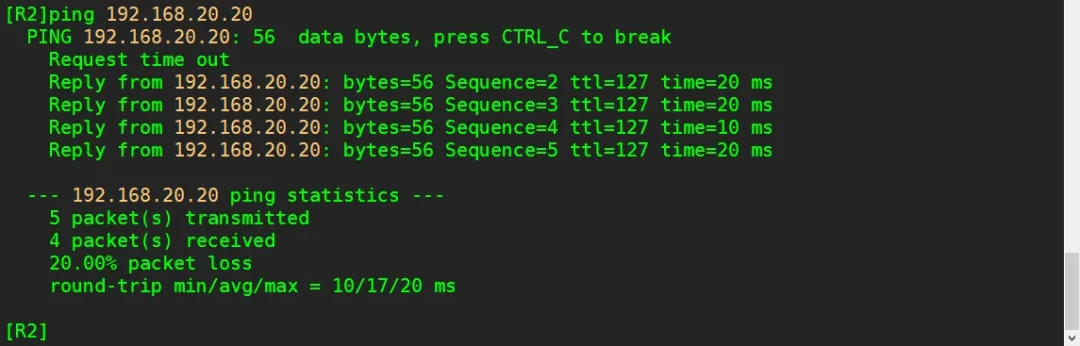 [R2]ping 192.168.20.20
PING 192.168.20.20: 56  data bytes, press CTRL_C to break
Request time out
Reply from 192.168.20.20: bytes=56 Sequence=2 ttl=127 time=20 ms
Reply from 192.168.20.20: bytes=56 Sequence=3 ttl=127 time=20 ms
Reply from 192.168.20.20: bytes=56 Sequence=4 ttl=127 time=10 ms
Reply from 192.168.20.20: bytes=56 Sequence=5 ttl=127 time=20 ms
--- 192.168.20.20 ping statistics ---
5 packet(s) transmitted
4 packet(s) received
20.00% packet loss
round-trip min/avg/max = 10/17/20 ms
[R2]